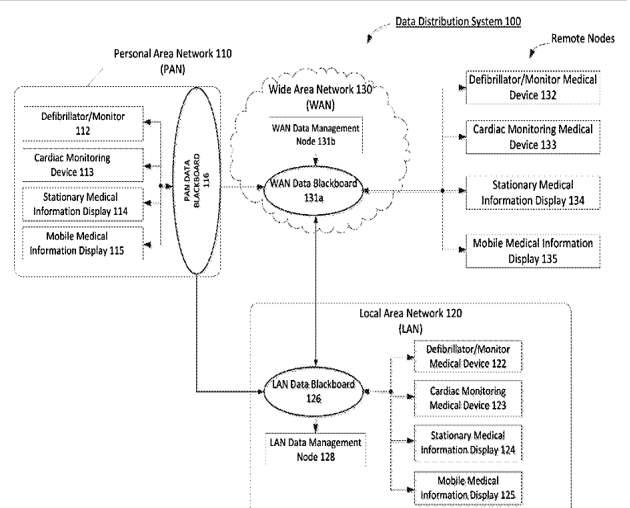 Data Distribution System 100
Remote Nodes
Personal Area Network 110
(PAN)
Defibrillator/Monitor
112
Cardiac Monitoring
Device 113
Stationary Medical
Information Display 114
Mobile Medical
Information Display 115
PAN DATA
BLACKBOARD
116
Wide Area Network 130
(WAN)
WAN Data Management
Node 131b
WAN Data Blackboard
131a
Defibrillator/Monitor Medical
Device 132
Cardiac Monitoring Medical
Device 133
Stationary Medical Information
Display 134
Mobile Medical Information
Display 135
Local Area Network 120
(LAN)
LAN Data Blackboard
126
LAN Data Management
Node 128
Defibrillator/Monitor
Medical Device 122
Cardiac Monitoring
Medical Device 123
Stationary Medical
Information Display 124
Mobile Medical
Information Display 125